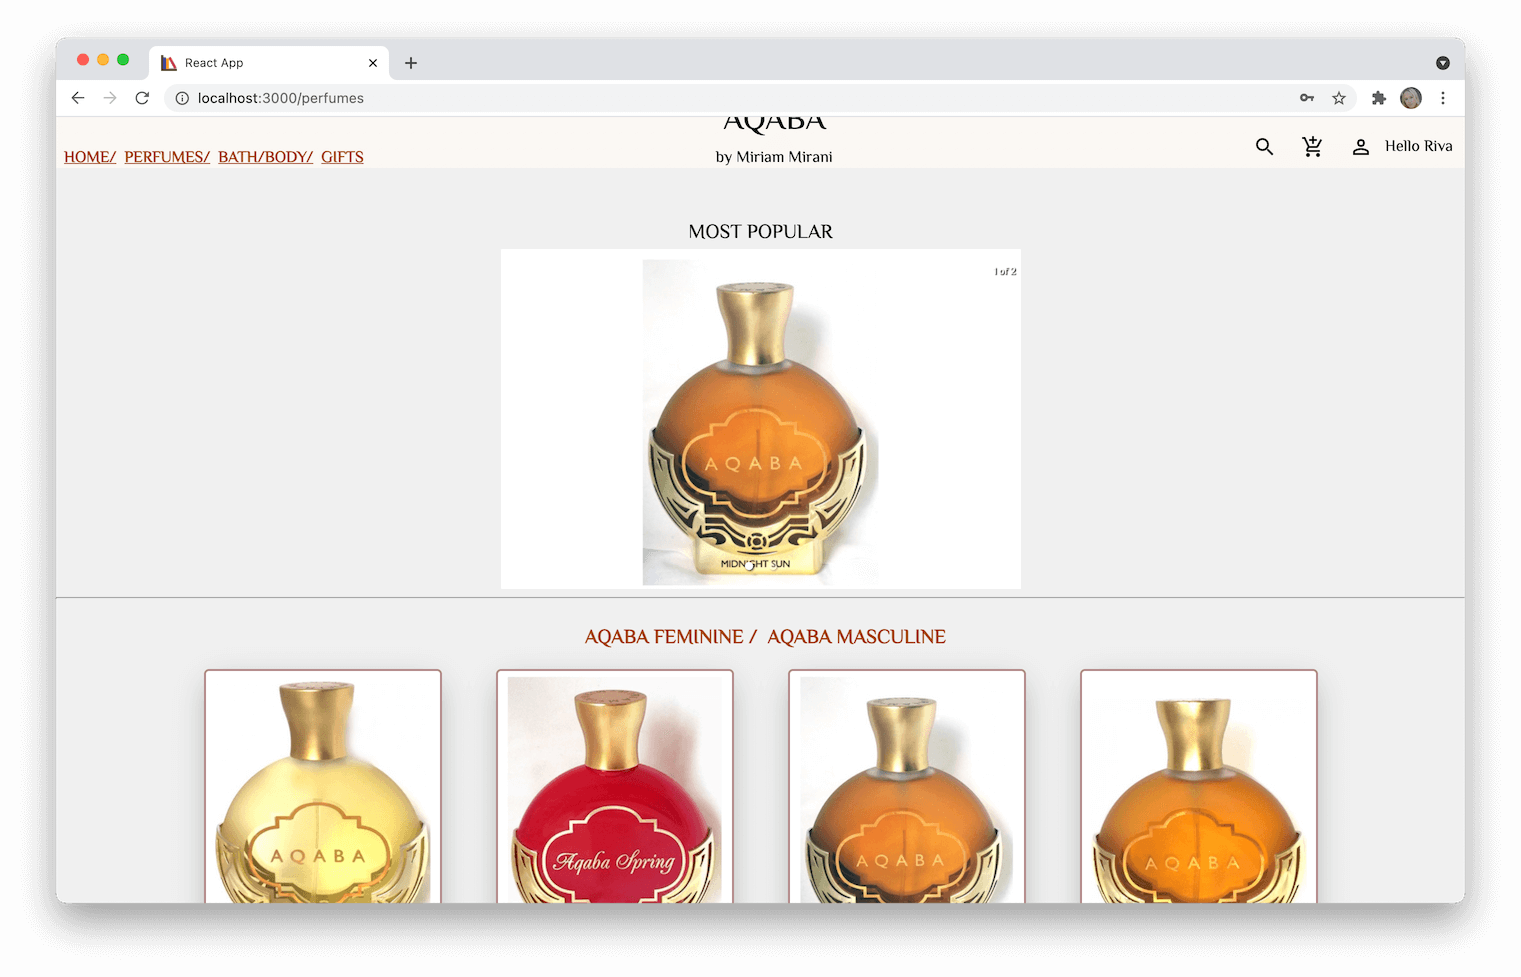 React App
localhost:3000/perfumes
AQABA
HOME/ PERFUMES/ BATH/BODY/ GIFTS
by Miriam Mirani
Hello Riva
MOST POPULAR
1 of 2
AQABA
MIDNIGHT SUN
AQABA FEMININE / AQABA MASCULINE
AQABA
Aqaba Spring
AQABA
AQABA